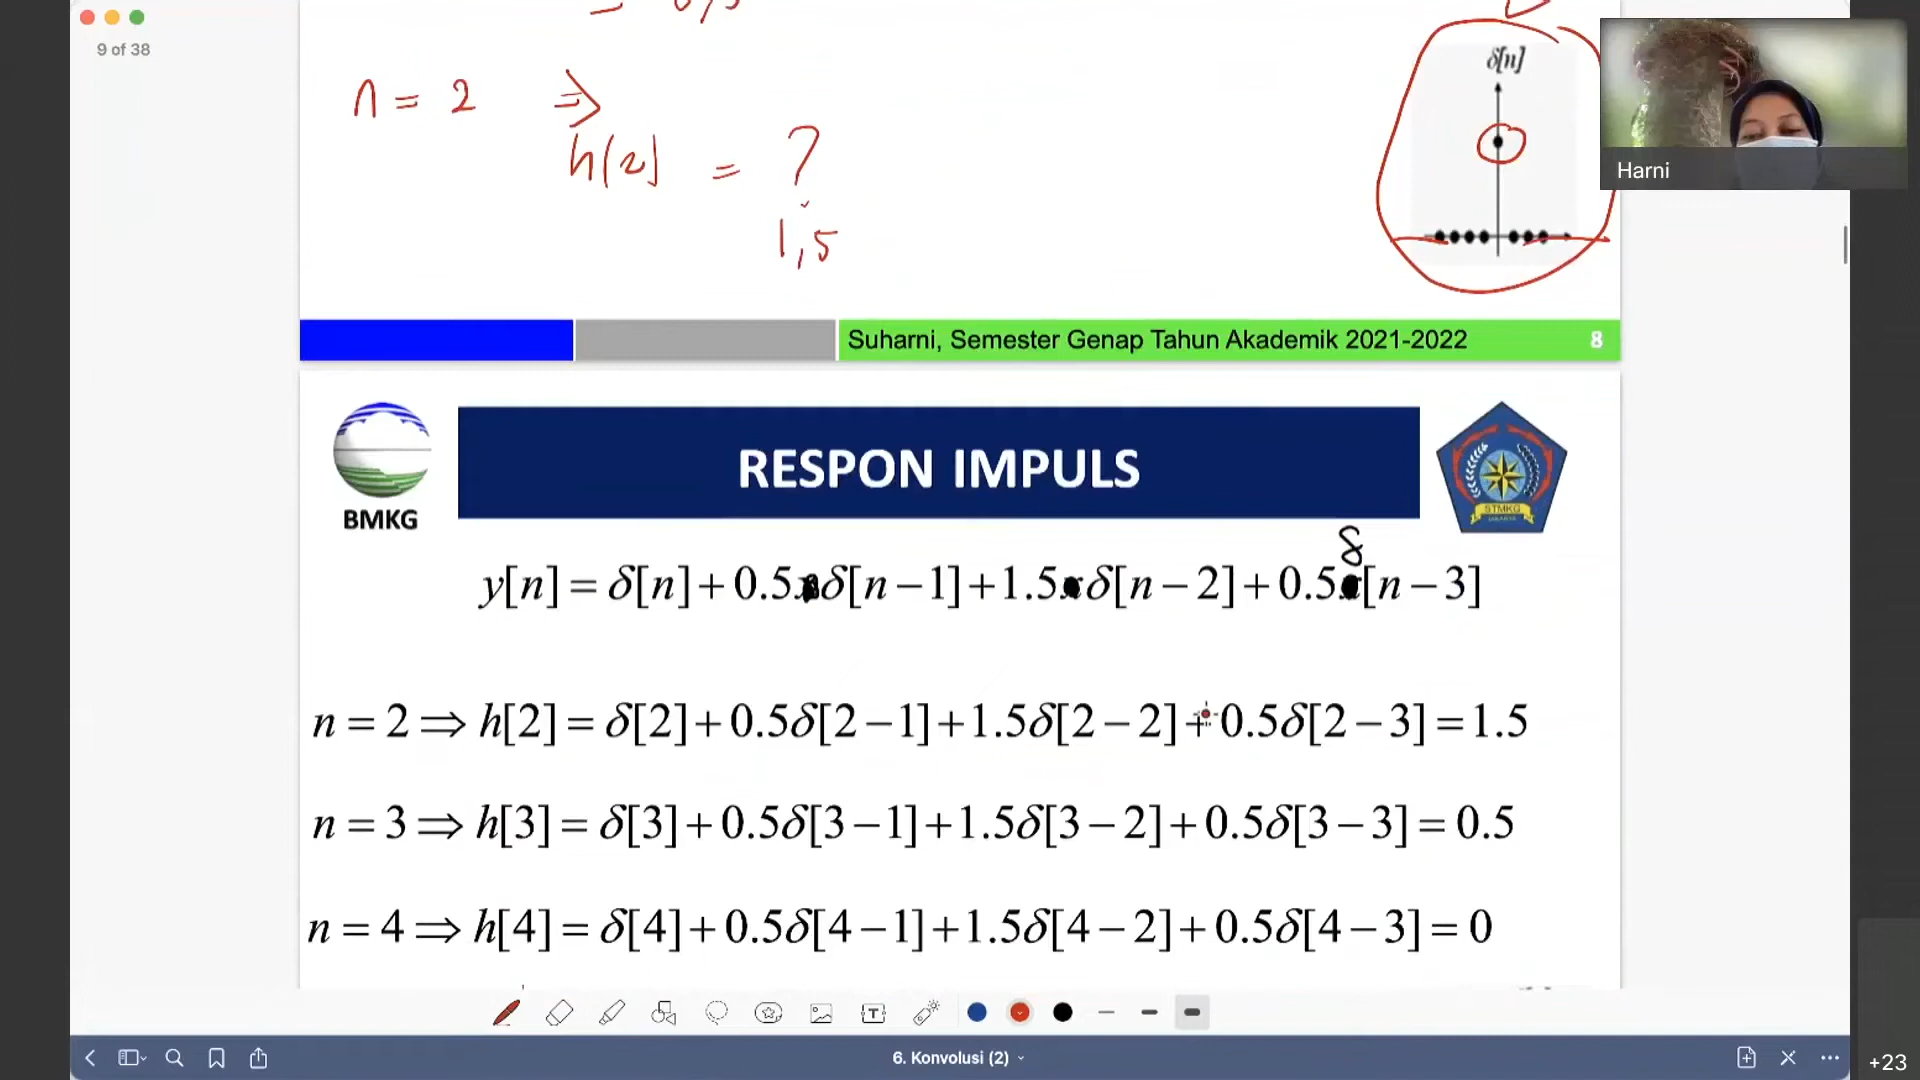 9 of 38
n = 2 ⇒
h[2] = ?
1,5
δ[n]
Harni
Suharni, Semester Genap Tahun Akademik 2021-2022 8
BMKG
RESPON IMPULS
STMKG
δ
y[n] = δ[n] + 0.5 δ[n − 1] + 1.5 δ[n − 2] + 0.5 [n − 3]
n = 2 ⇒ h[2] = δ[2] + 0.5δ[2 − 1] + 1.5δ[2 − 2] + 0.5δ[2 − 3] = 1.5
n = 3 ⇒ h[3] = δ[3] + 0.5δ[3 − 1] + 1.5δ[3 − 2] + 0.5δ[3 − 3] = 0.5
n = 4 ⇒ h[4] = δ[4] + 0.5δ[4 − 1] + 1.5δ[4 − 2] + 0.5δ[4 − 3] = 0
T
6. Konvolusi (2)
+23